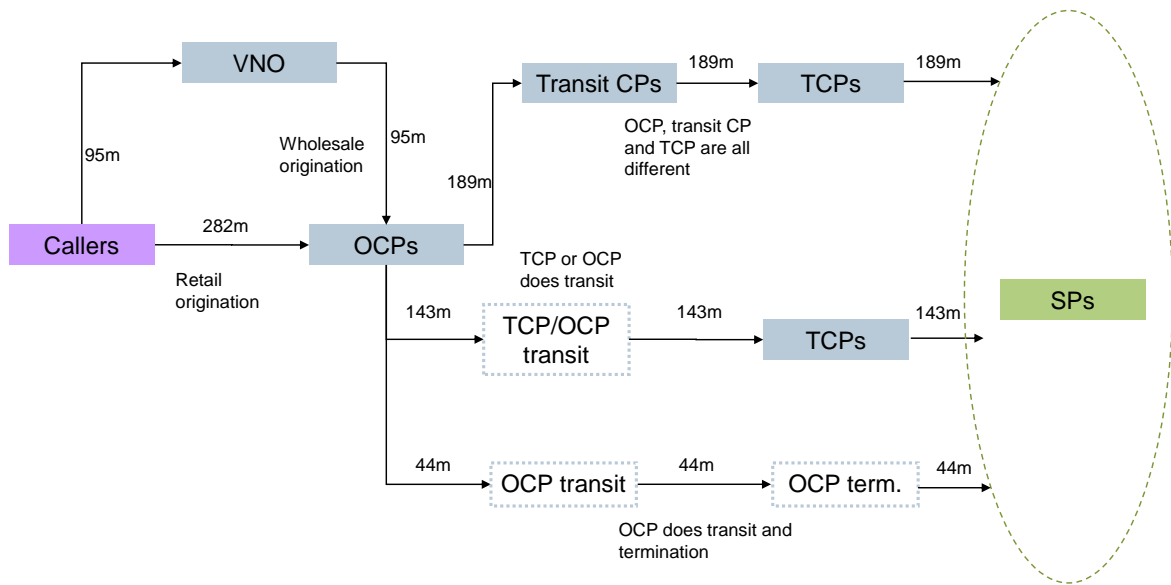 VNO
Transit CPs
189m
TCPs
189m
95m
Wholesale
origination
95m
OCP, transit CP
and TCP are all
different
189m
Callers
282m
OCPs
Retail
origination
TCP or OCP
does transit
143m
TCP/OCP
transit
143m
TCPs
143m
SPs
44m
OCP transit
44m
OCP term.
44m
OCP does transit and
termination